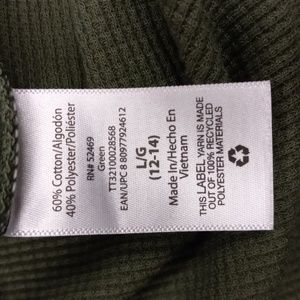 60% Cotton/Algodón
40% Polyester/Poliéster
RN# 52469
Green
TT32100028568
EAN/UPC 8 80977924612
L/G
(12-14)
Made In/Hecho En
Vietnam
THIS LABEL YARN IS MADE
OUT OF 100% RECYCLED
POLYESTER MATERIALS